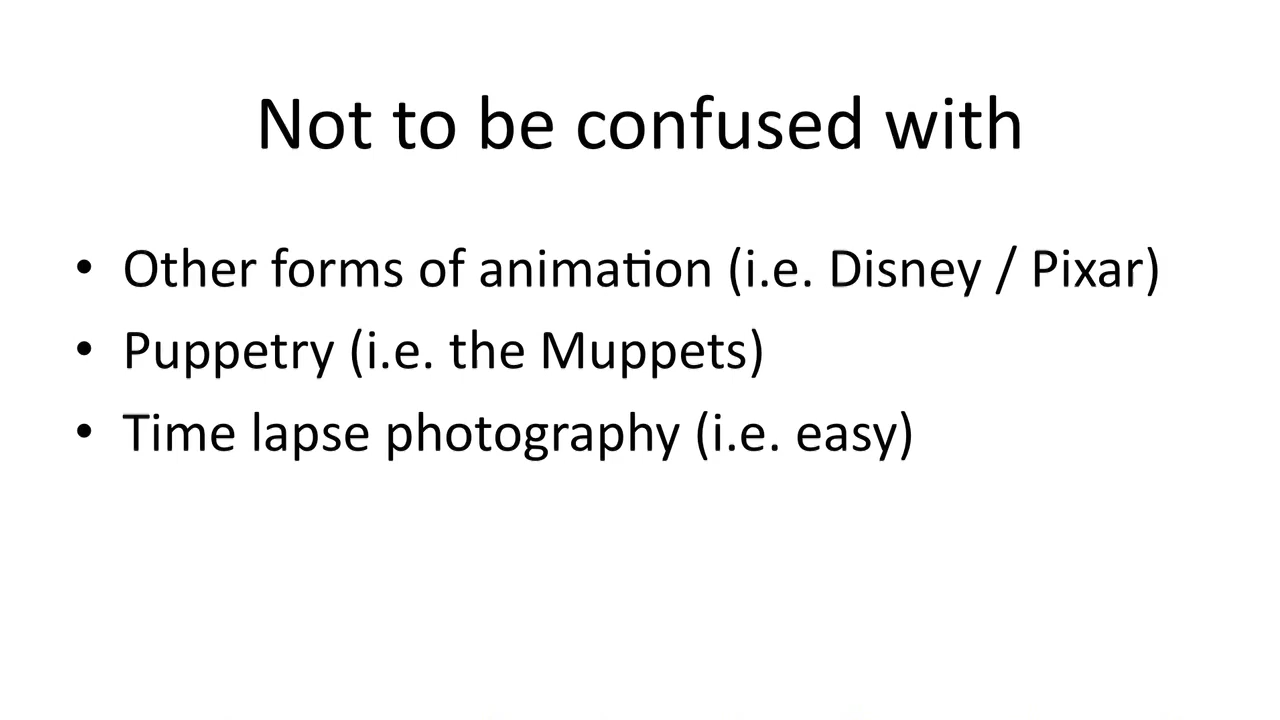 Not to be confused with
• Other forms of animation (i.e. Disney / Pixar)
• Puppetry (i.e. the Muppets)
• Time lapse photography (i.e. easy)